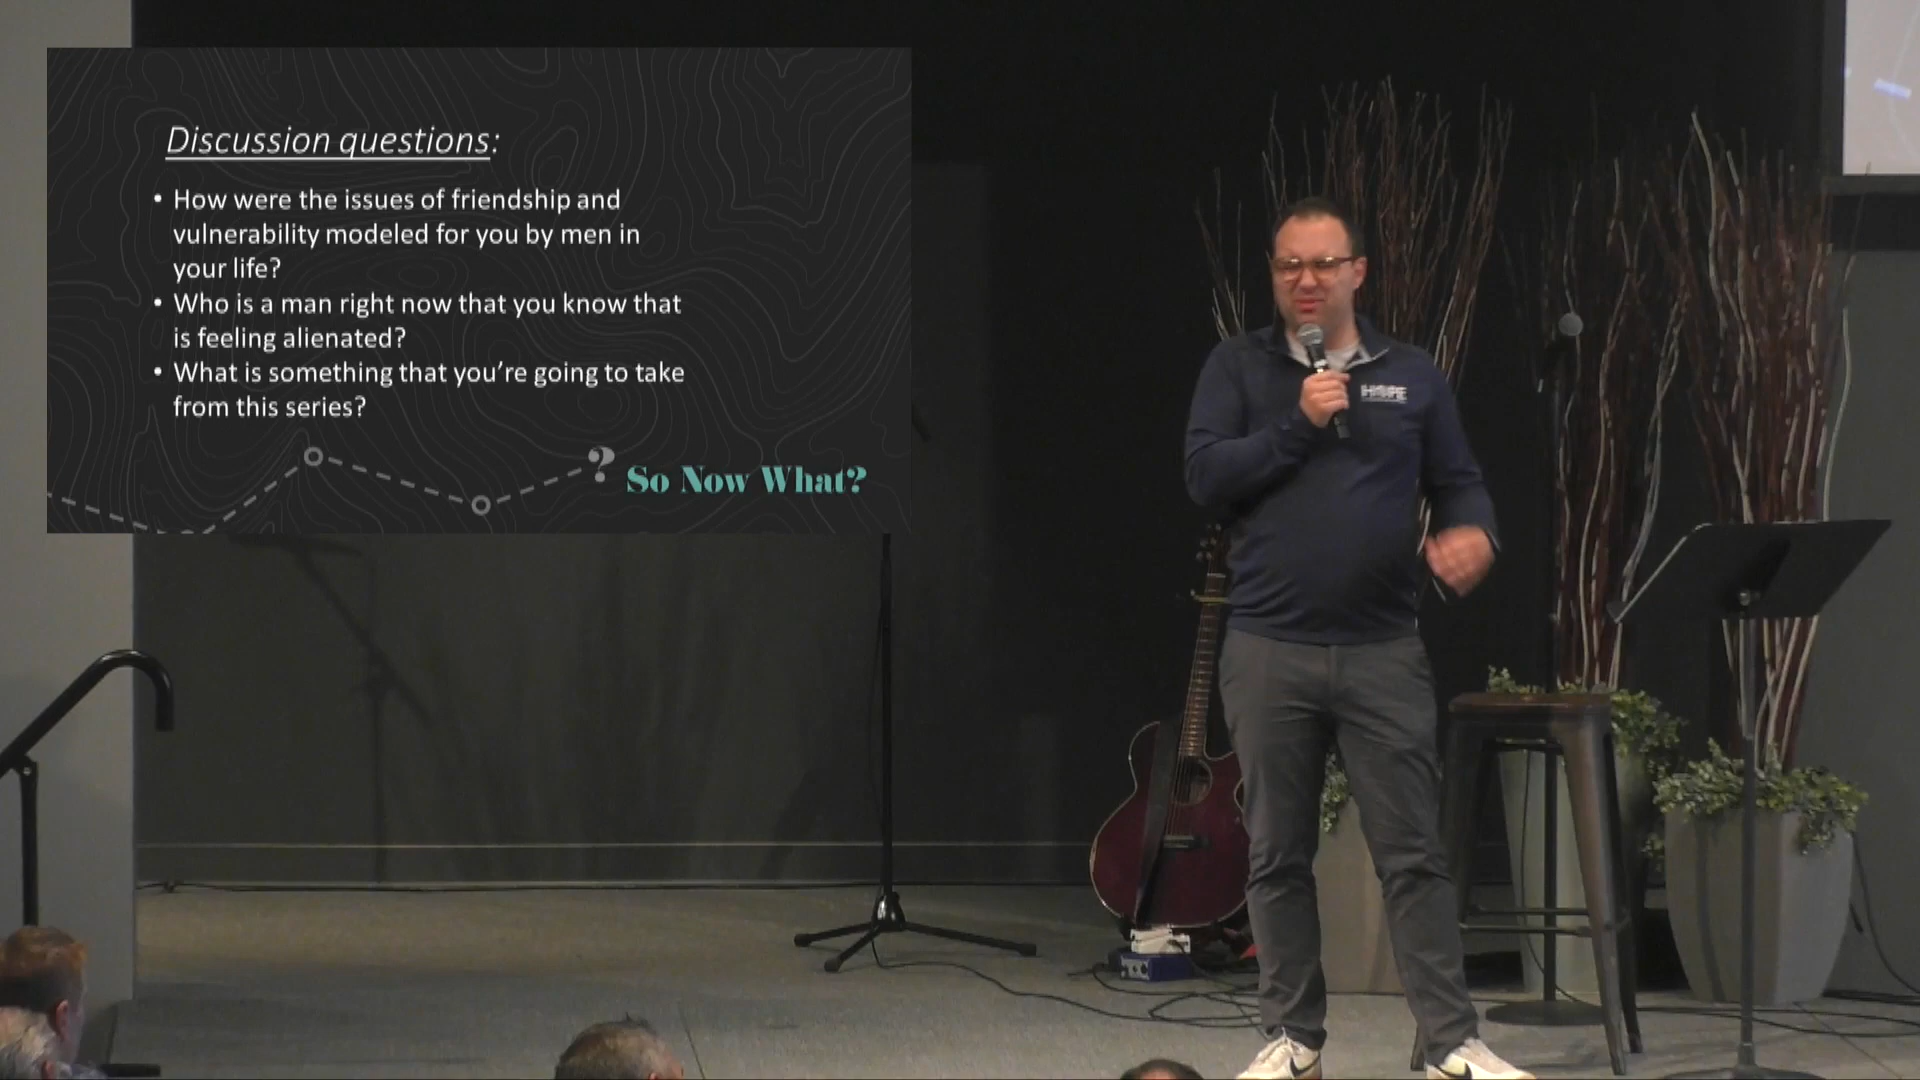 Discussion questions:
• How were the issues of friendship and
vulnerability modeled for you by men in
your life?
• Who is a man right now that you know that
is feeling alienated?
• What is something that you’re going to take
from this series?
?
So Now What?
HOPE